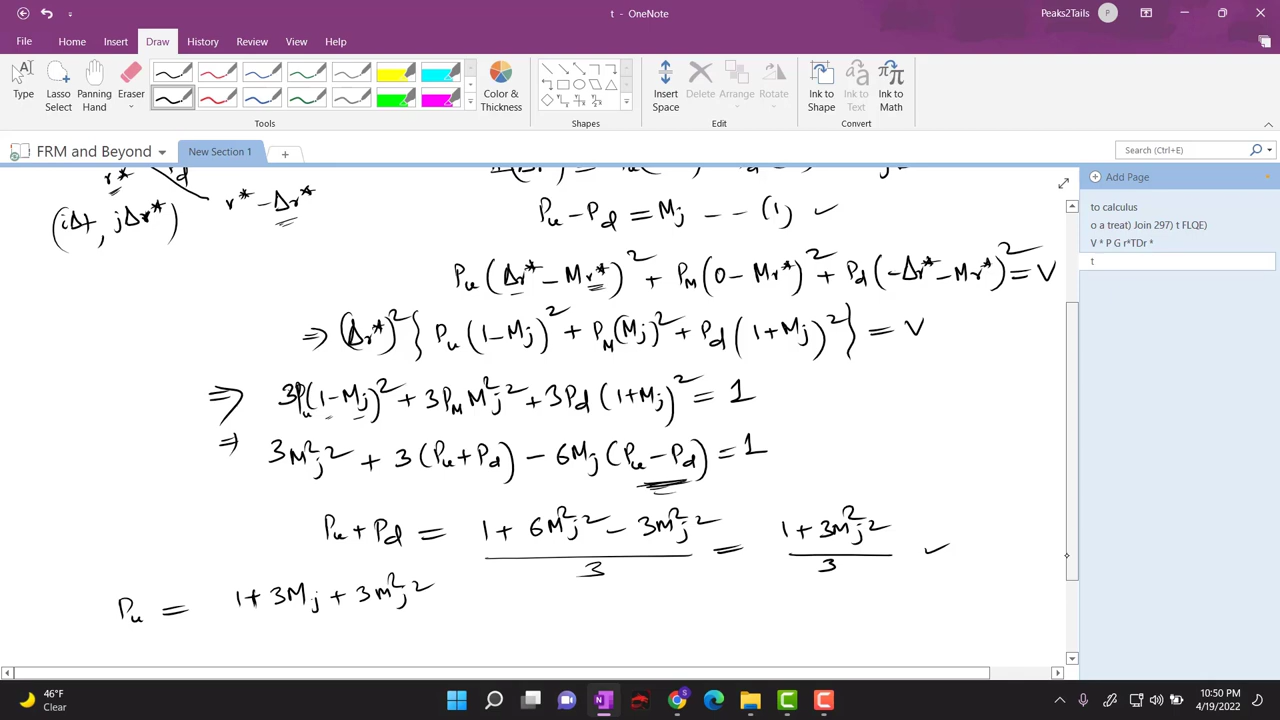 t - OneNote
Peaks2Tails P
File Home Insert Draw History Review View Help
Type Lasso Select Panning Hand Eraser Color & Thickness Insert Space Delete Arrange Rotate Ink to Shape Ink to Text Ink to Math
Tools Shapes Edit Convert
FRM and Beyond New Section 1 Search (Ctrl+E)
Add Page
to calculus
o a treat) Join 297) t FLQE)
V * P G r*TDr *
t
r* r* - Δr*
(iΔt, jΔr*)
Pu - Pd = Mj -- (1) ✓
Pu(Δr* - Mr*)² + PM(0 - Mr*)² + Pd(-Δr* - Mr*)² = V
⇒ (Δr*)² { Pu(1-Mj)² + PM(Mj)² + Pd(1+Mj)² } = V
⇒ 3Pu(1-Mj)² + 3PM M²j² + 3Pd(1+Mj)² = 1
⇒ 3M²j² + 3(Pu+Pd) - 6Mj(Pu-Pd) = 1
Pu + Pd = 1 + 6M²j² - 3M²j² / 3 = 1 + 3M²j² / 3 ✓
Pu = 1 + 3Mj + 3M²j²
46°F
Clear
10:50 PM
4/19/2022